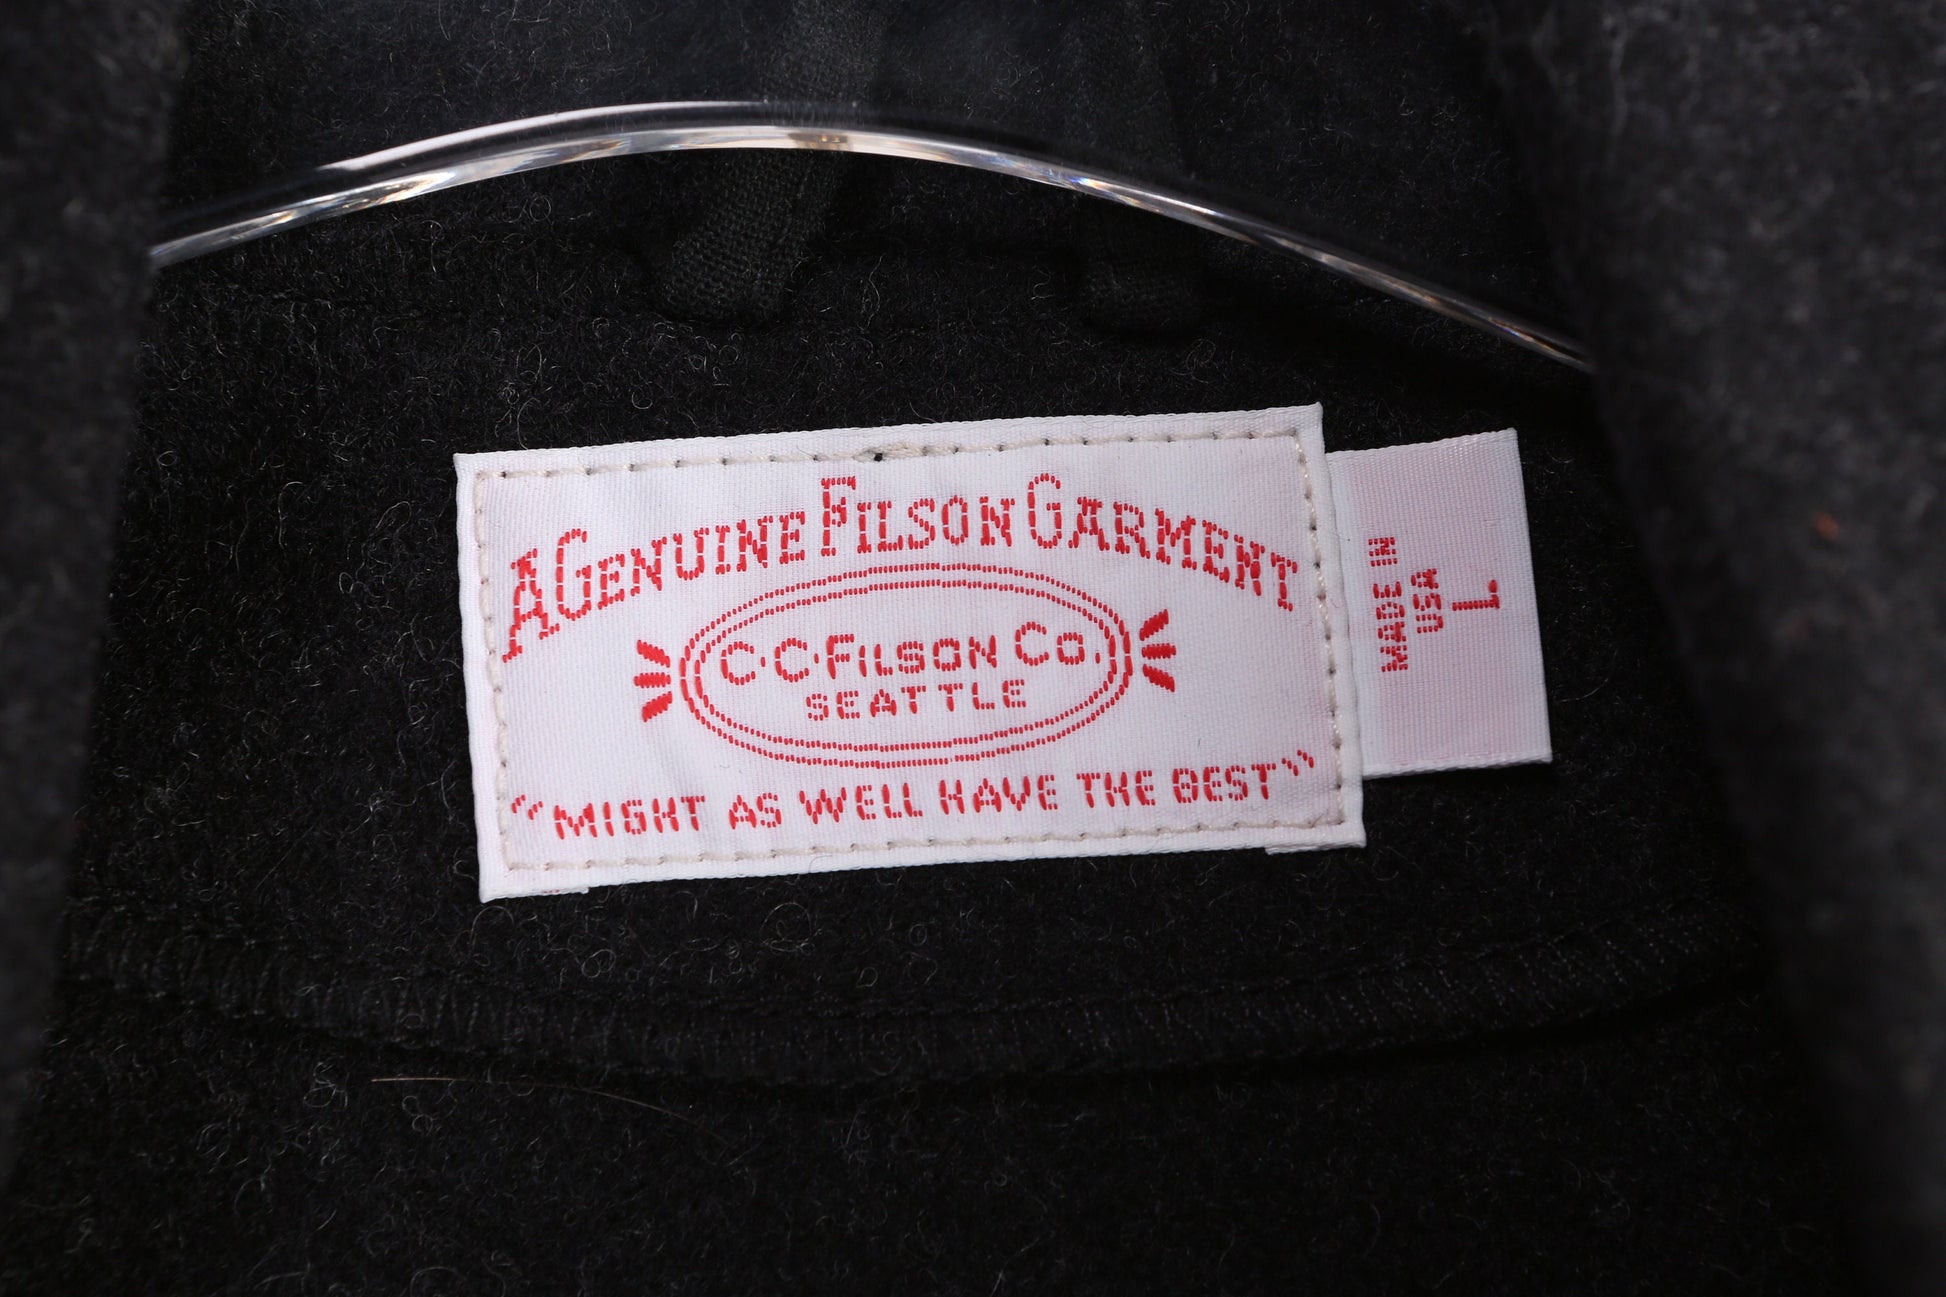 A GENUINE FILSON GARMENT
C·C·FILSON CO.
SEATTLE
"MIGHT AS WELL HAVE THE BEST"
MADE IN
USA
L